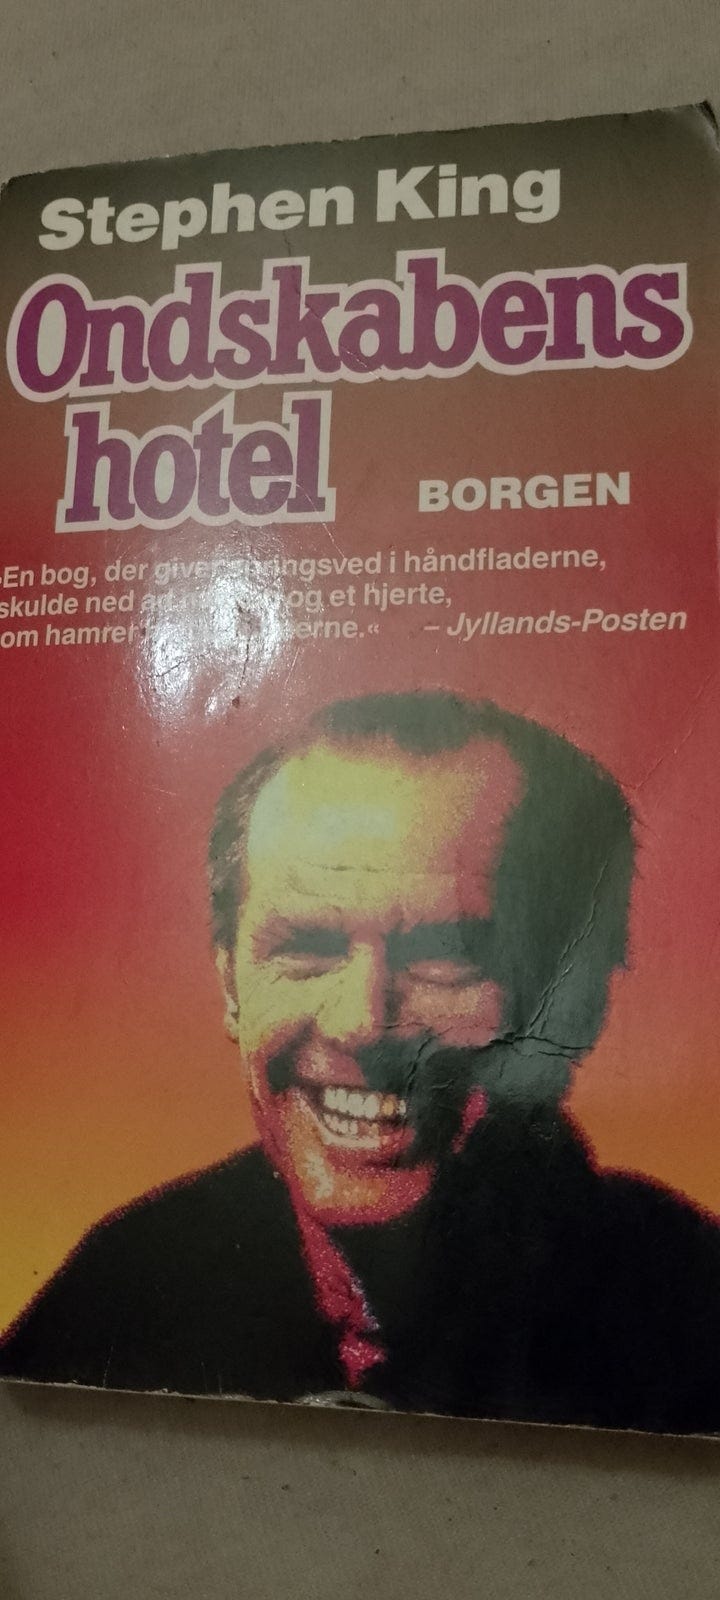 Stephen King
Ondskabens
hotel
BORGEN
En bog, der giver i håndfladerne,
skulde ned ad og et hjerte,
om hamrer
– Jyllands-Posten